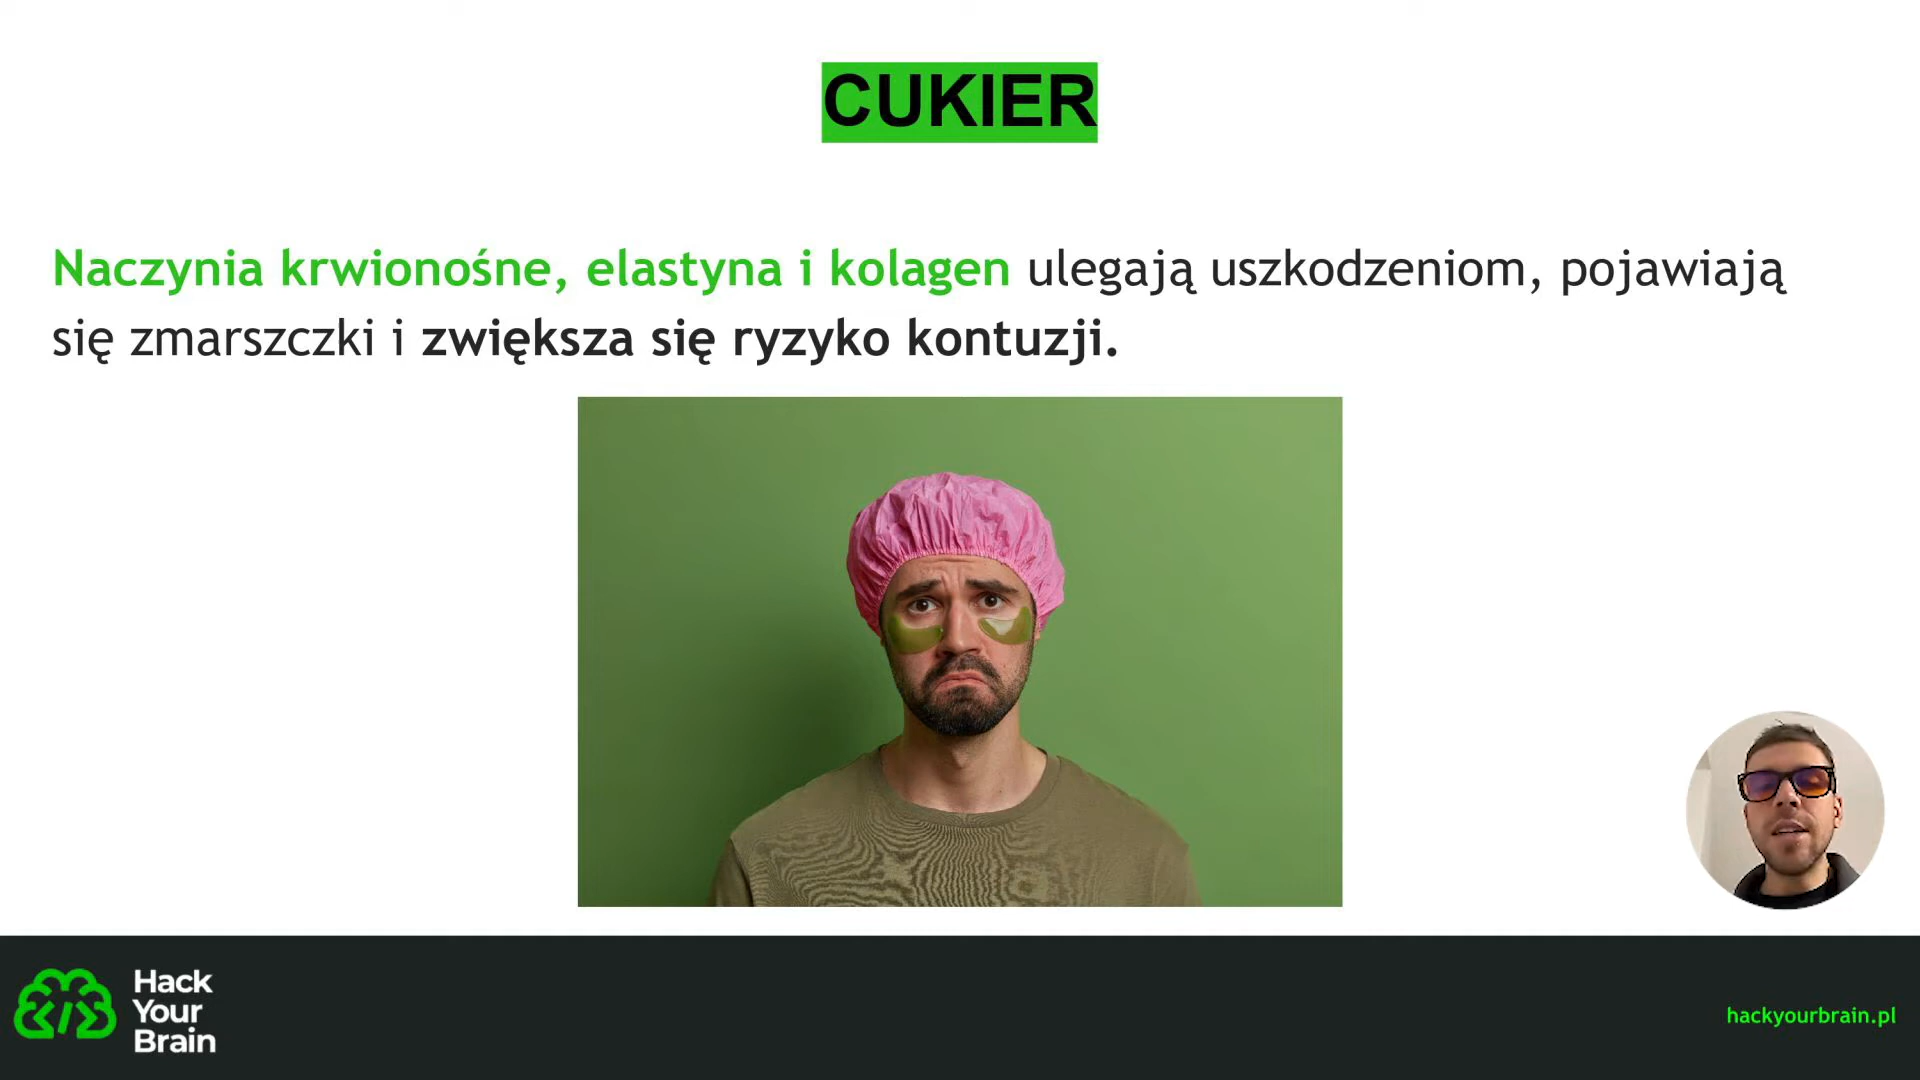 CUKIER
Naczynia krwionośne, elastyna i kolagen ulegają uszkodzeniom, pojawiają
się zmarszczki i zwiększa się ryzyko kontuzji.
Hack
Your
Brain
hackyourbrain.pl